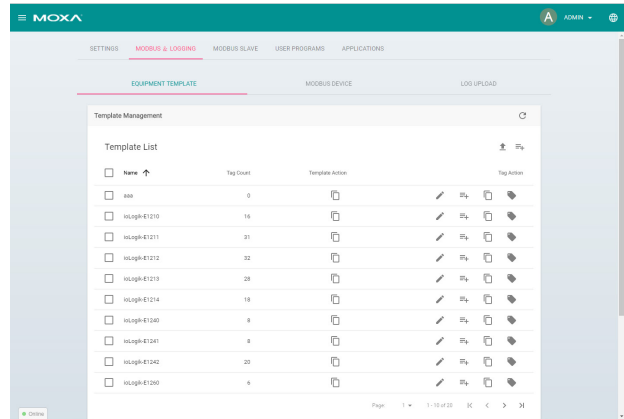 MOXA
A ADMIN
SETTINGS MODBUS & LOGGING MODBUS SLAVE USER PROGRAMS APPLICATIONS
EQUIPMENT TEMPLATE MODBUS DEVICE LOG UPLOAD
Template Management
Template List
Name Tag Count Template Action Tag Action
aaa 0
ioLogik-E1210 16
ioLogik-E1211 31
ioLogik-E1212 32
ioLogik-E1213 28
ioLogik-E1214 18
ioLogik-E1240 8
ioLogik-E1241 8
ioLogik-E1242 20
ioLogik-E1260 6
Page: 1 1 - 10 of 20
Online